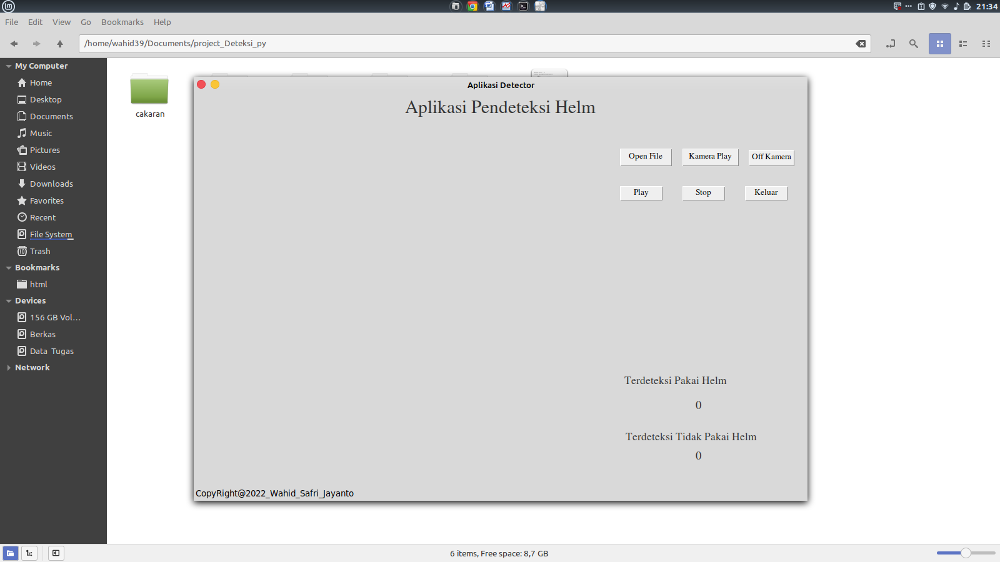 21:34
File Edit View Go Bookmarks Help
/home/wahid39/Documents/project_Deteksi_py
My Computer
Home
Desktop
Documents
Music
Pictures
Videos
Downloads
Favorites
Recent
File System
Trash
Bookmarks
html
Devices
156 GB Vol...
Berkas
Data Tugas
Network
cakaran
Aplikasi Detector
Aplikasi Pendeteksi Helm
Open File Kamera Play Off Kamera
Play Stop Keluar
Terdeteksi Pakai Helm
0
Terdeteksi Tidak Pakai Helm
0
CopyRight@2022_Wahid_Safri_Jayanto
6 items, Free space: 8,7 GB